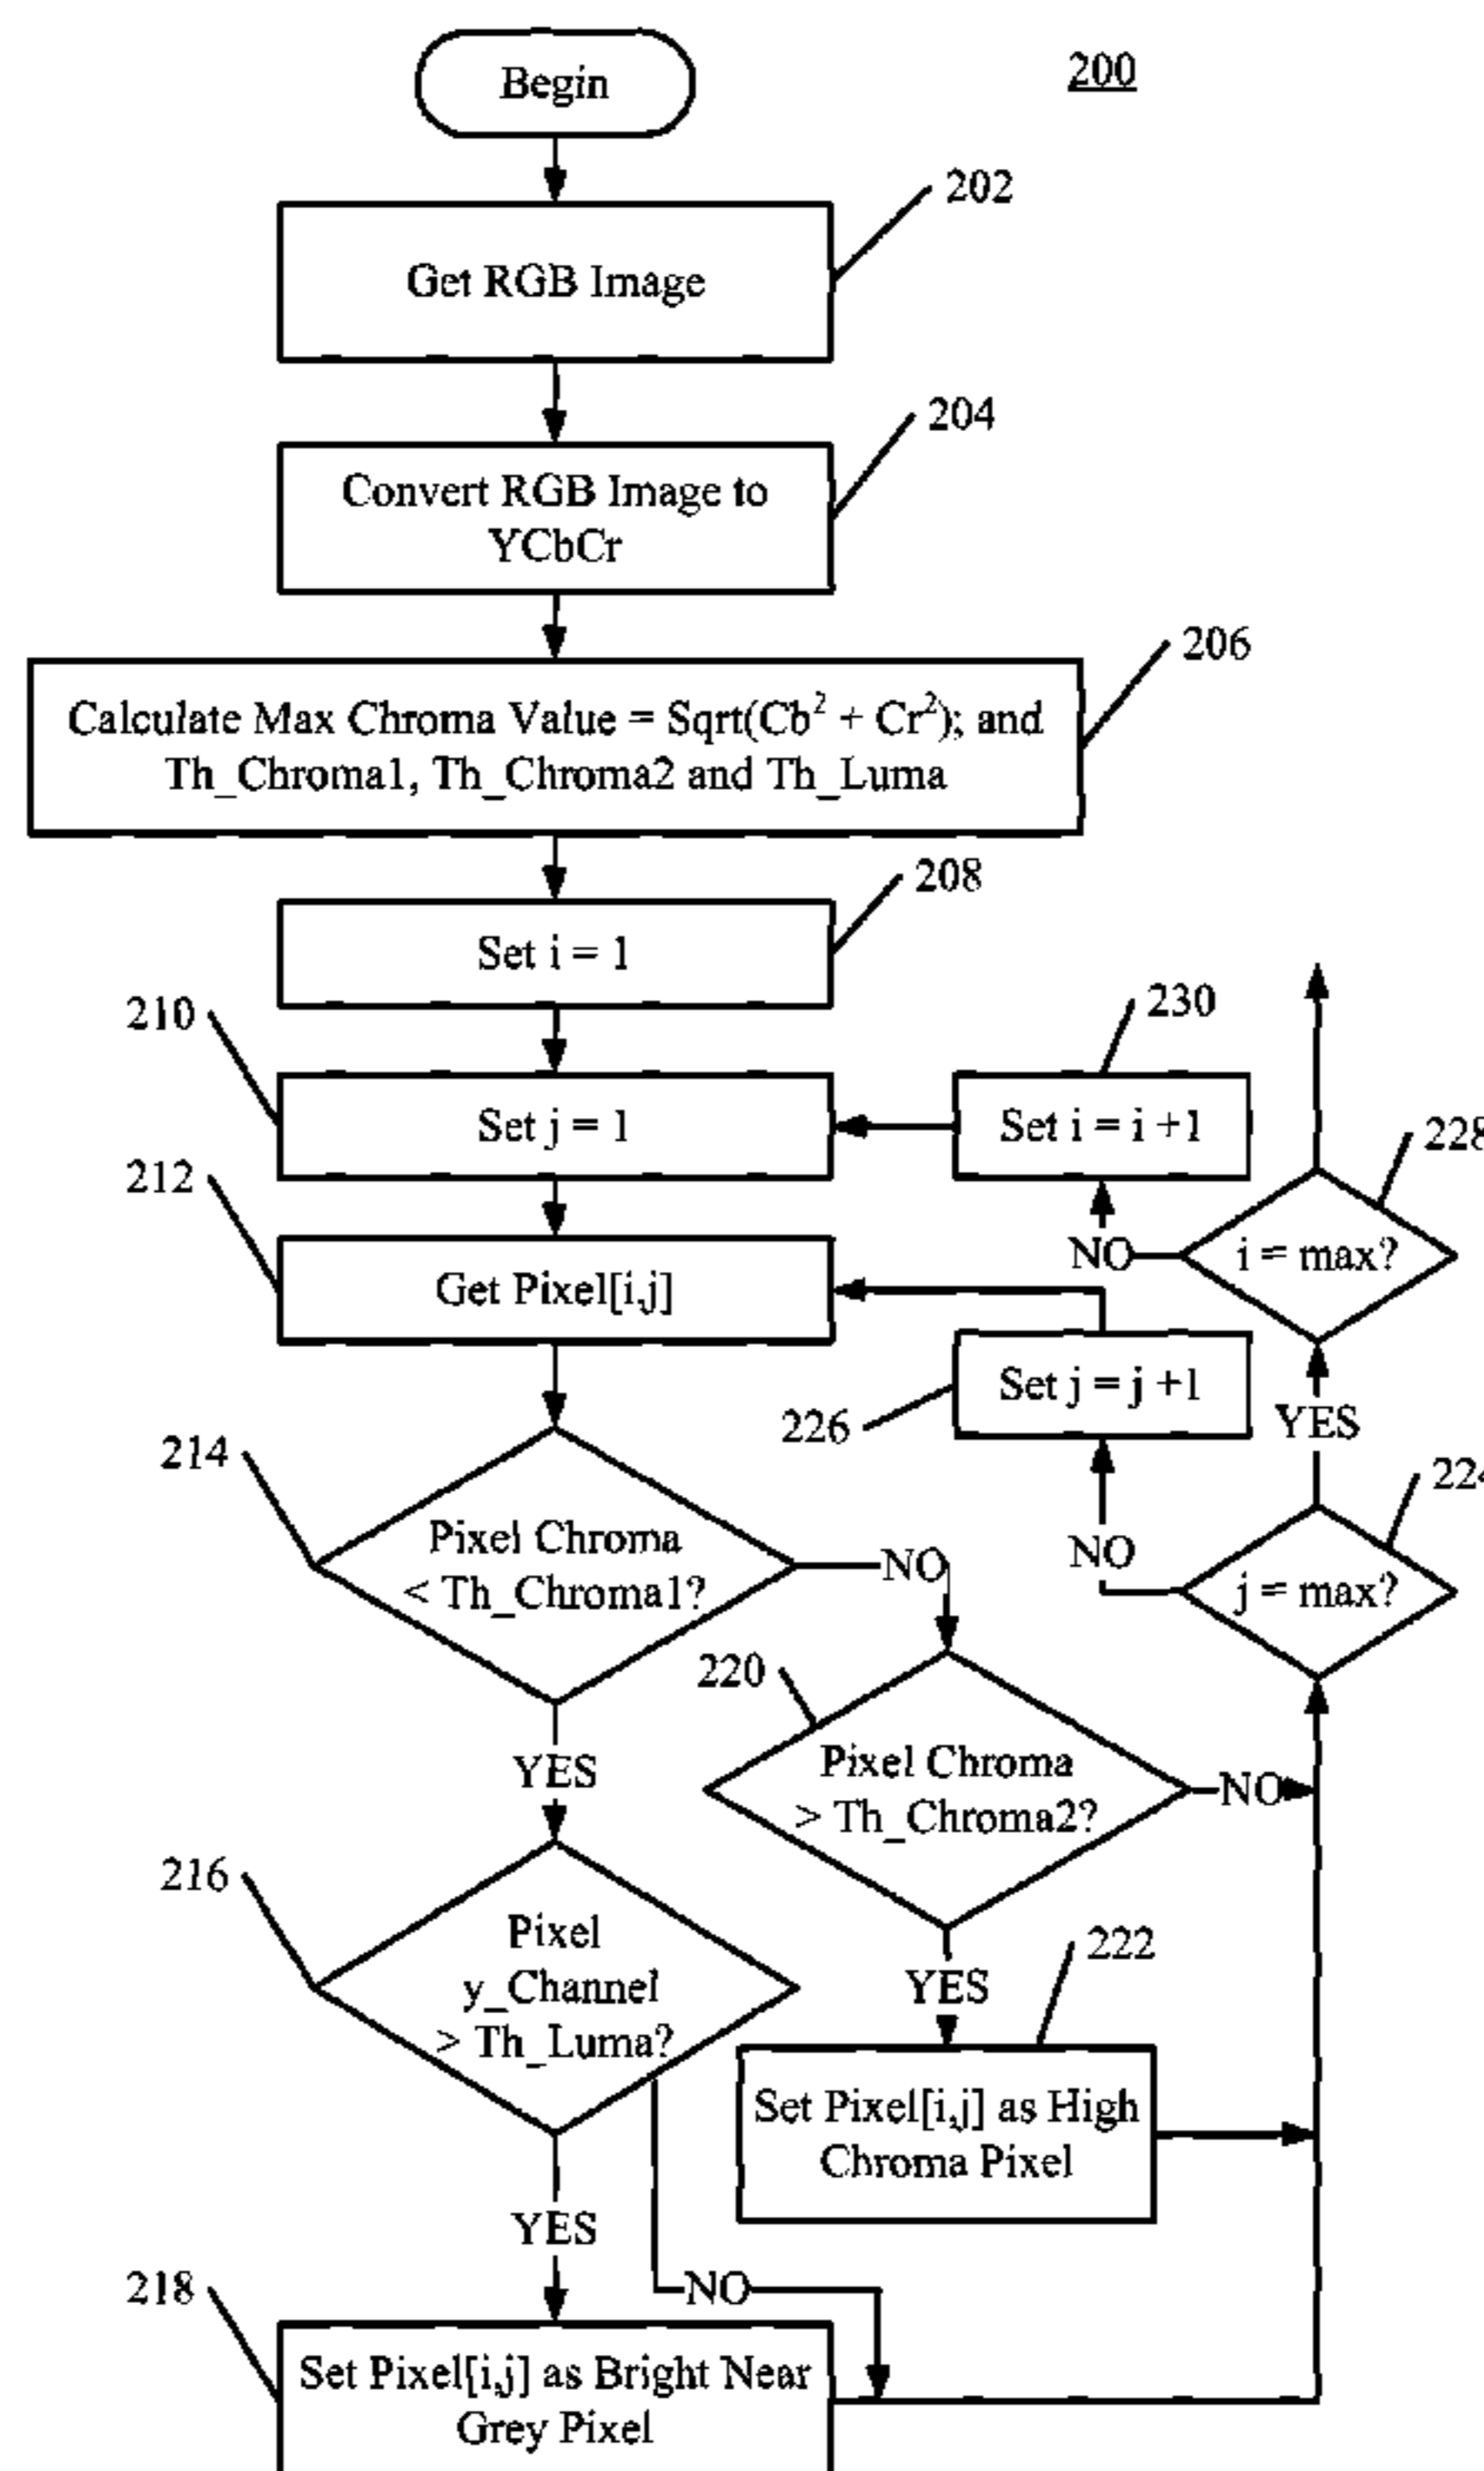 Begin
200
202
Get RGB Image
204
Convert RGB Image to
YCbCr
206
Calculate Max Chroma Value = Sqrt(Cb² + Cr²); and
Th_Chroma1, Th_Chroma2 and Th_Luma
208
Set i = 1
210
230
Set j = 1
Set i = i +1
228
212
NO
i = max?
Get Pixel[i,j]
Set j = j +1
226
YES
214
224
Pixel Chroma
< Th_Chroma1?
NO
NO
j = max?
220
YES
Pixel Chroma
> Th_Chroma2?
NO
216
Pixel
y_Channel
> Th_Luma?
222
YES
Set Pixel[i,j] as High
Chroma Pixel
YES
218
NO
Set Pixel[i,j] as Bright Near
Grey Pixel